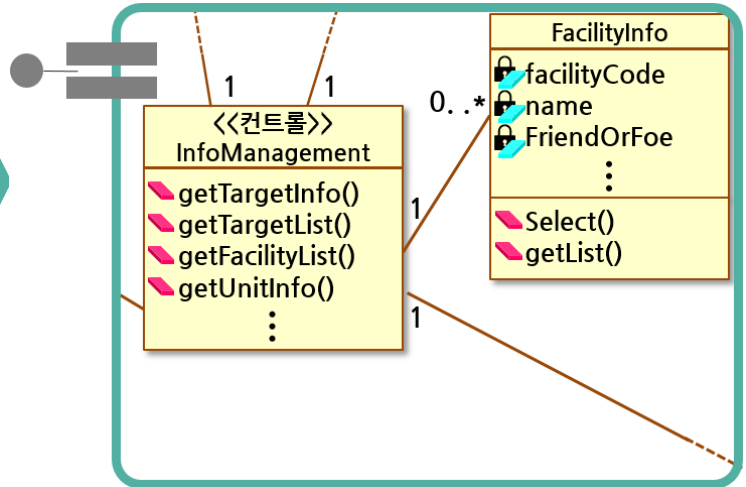 FacilityInfo
facilityCode
name
FriendOrFoe
⋮
Select()
getList()
1
1
0..*
<<컨트롤>>
InfoManagement
getTargetInfo()
getTargetList()
getFacilityList()
getUnitInfo()
⋮
1
1